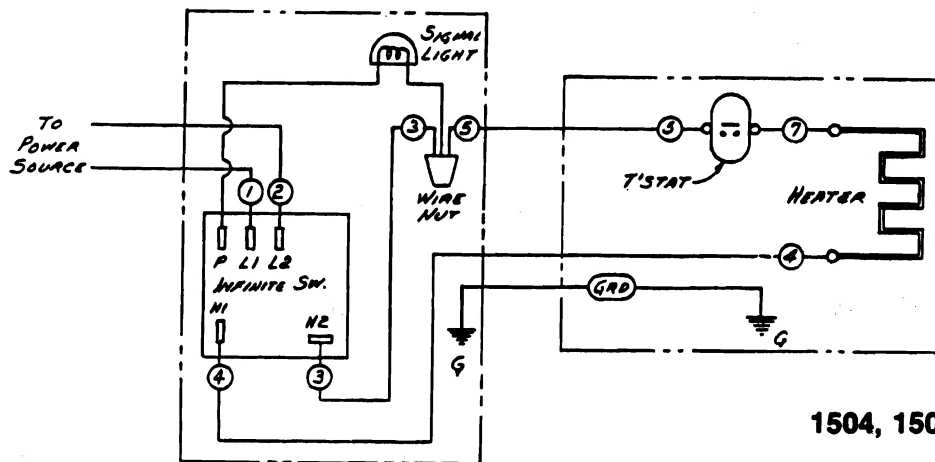 SIGNAL
LIGHT
TO
POWER
SOURCE
3
5
5
7
WIRE
NUT
T'STAT
HEATER
1
2
P L1 L2
INFINITE SW.
H1
H2
4
GRD
G
G
4
3
1504, 150